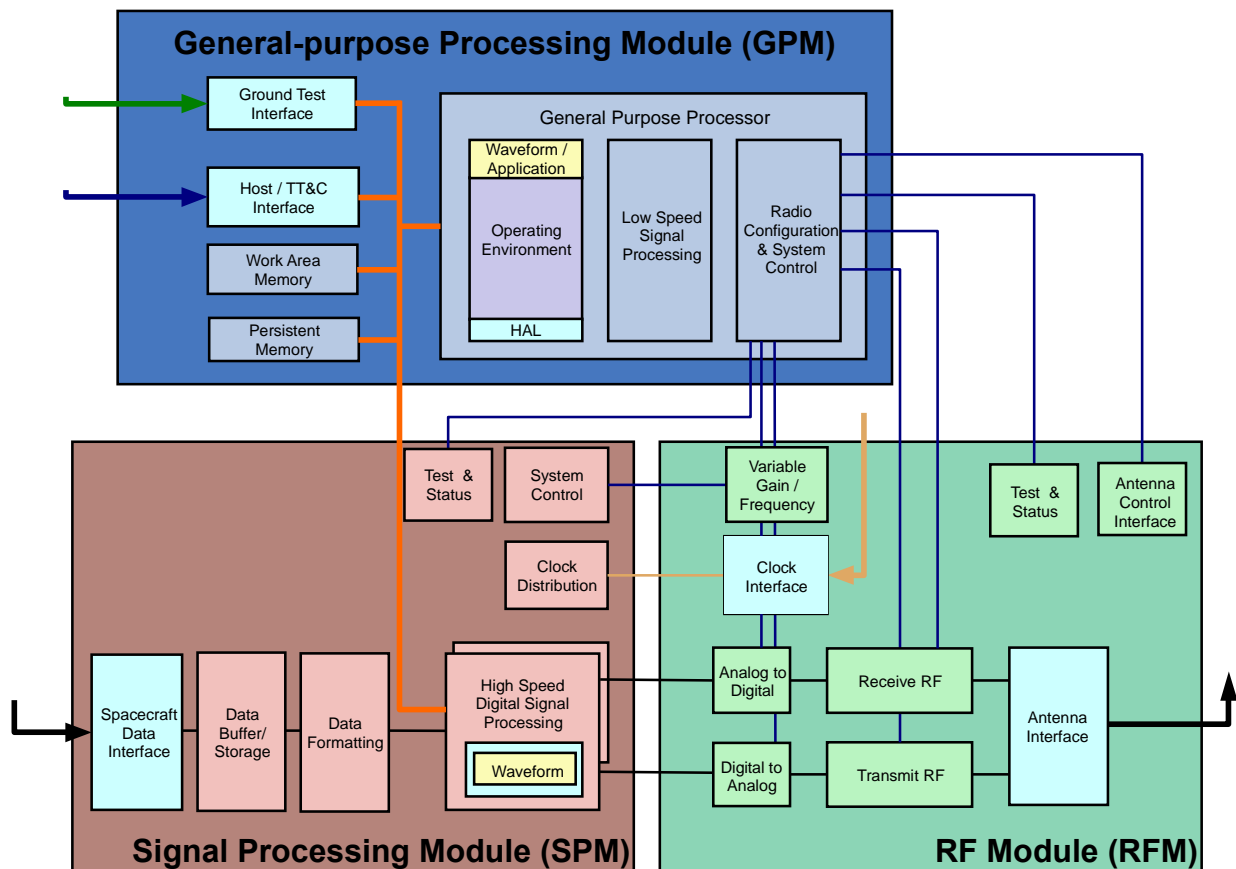 General-purpose Processing Module (GPM)
Ground Test
Interface
Host / TT&C
Interface
Work Area
Memory
Persistent
Memory
General Purpose Processor
Waveform /
Application
Operating
Environment
HAL
Low Speed
Signal
Processing
Radio
Configuration
& System
Control
Test &
Status
System
Control
Clock
Distribution
Spacecraft
Data
Interface
Data
Buffer/
Storage
Data
Formatting
High Speed
Digital Signal
Processing
Waveform
Signal Processing Module (SPM)
Variable
Gain /
Frequency
Clock
Interface
Test &
Status
Antenna
Control
Interface
Analog to
Digital
Receive RF
Digital to
Analog
Transmit RF
Antenna
Interface
RF Module (RFM)